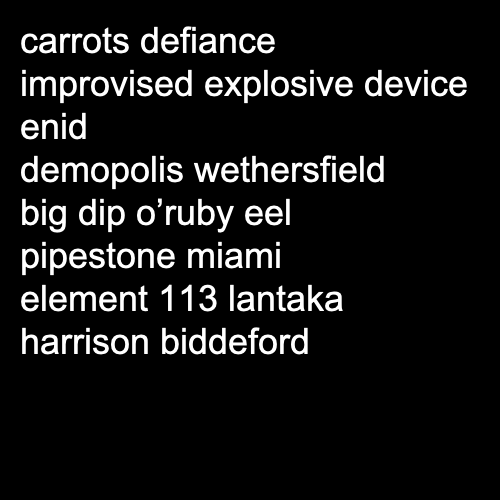 carrots defiance
improvised explosive device
enid
demopolis wethersfield
big dip o’ruby eel
pipestone miami
element 113 lantaka
harrison biddeford